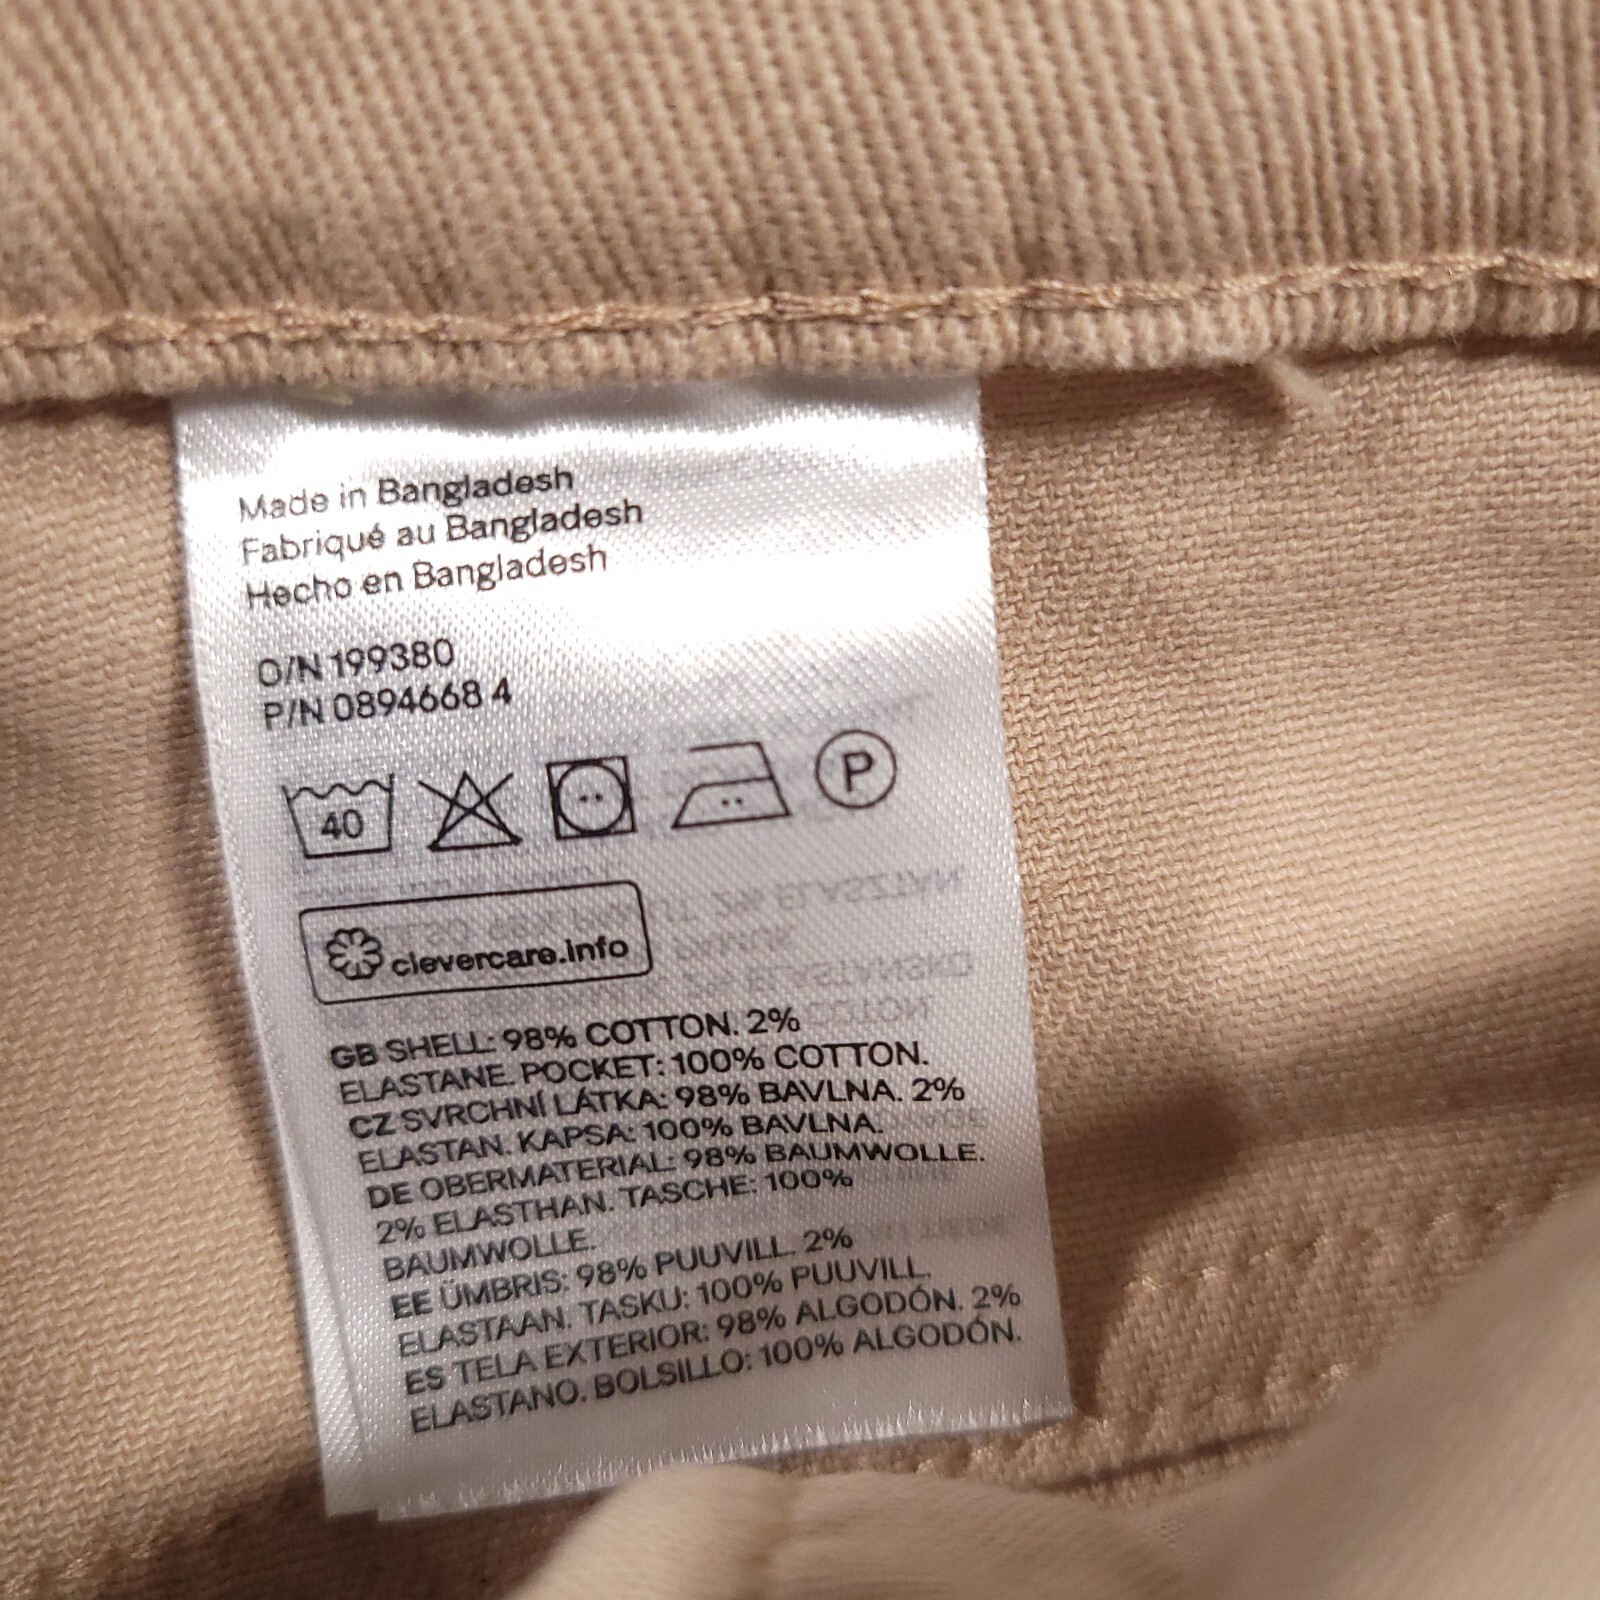 Made in Bangladesh
Fabriqué au Bangladesh
Hecho en Bangladesh
O/N 199380
P/N 0894668 4
40 P
clevercare.info
GB SHELL: 98% COTTON. 2%
ELASTANE. POCKET: 100% COTTON.
CZ SVRCHNÍ LÁTKA: 98% BAVLNA. 2%
ELASTAN. KAPSA: 100% BAVLNA.
DE OBERMATERIAL: 98% BAUMWOLLE.
2% ELASTHAN. TASCHE: 100%
BAUMWOLLE.
EE ÜMBRIS: 98% PUUVILL. 2%
ELASTAAN. TASKU: 100% PUUVILL.
ES TELA EXTERIOR: 98% ALGODÓN. 2%
ELASTANO. BOLSILLO: 100% ALGODÓN.